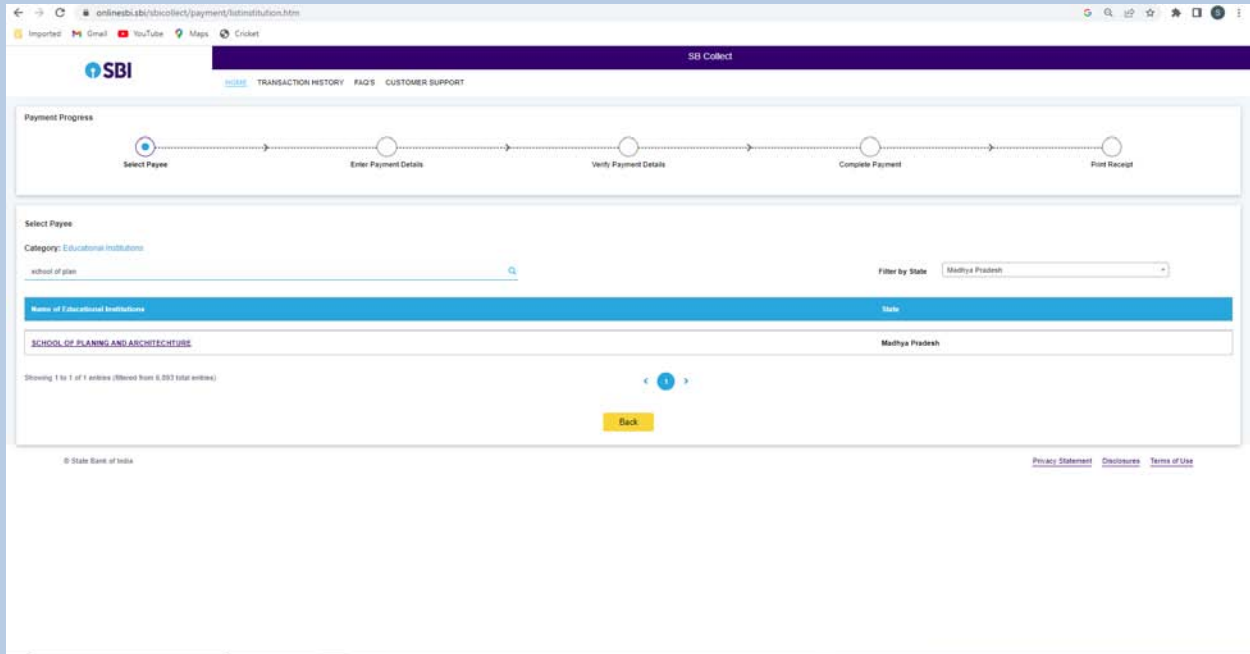 onlinesbi.sbi/sbicollect/payment/listinstitution.htm
Imported Gmail YouTube Maps Cricket
SBI
SB Collect
HOME TRANSACTION HISTORY FAQ'S CUSTOMER SUPPORT
Payment Progress
Select Payee Enter Payment Details Verify Payment Details Complete Payment Print Receipt
Select Payee
Category: Educational Institutions
school of plan Filter by State Madhya Pradesh
Name of Educational Institutions State
SCHOOL OF PLANING AND ARCHITECHTURE Madhya Pradesh
Showing 1 to 1 of 1 entries (filtered from 6,893 total entries) 1
Back
© State Bank of India Privacy Statement Disclosures Terms of Use